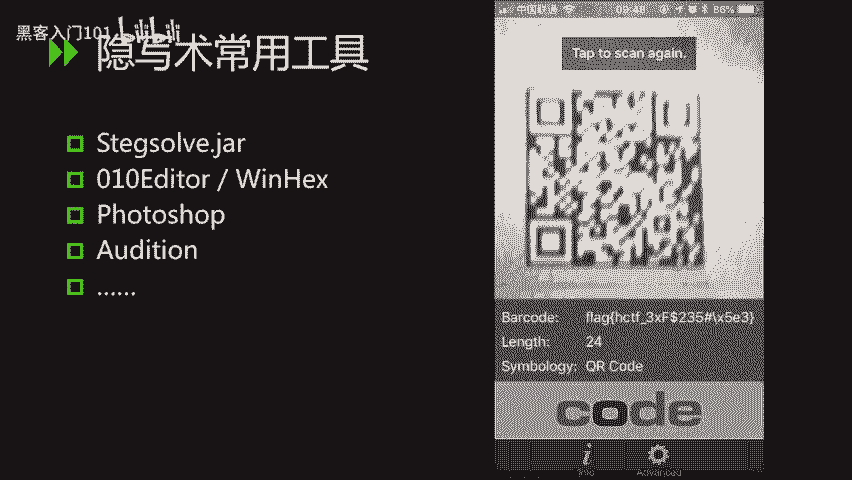 黑客入门101
隐写术常用工具
Stegsolve.jar
010Editor / WinHex
Photoshop
Audition
......
中国联通 09:48 86%
Tap to scan again.
Barcode: flag{hctf_3xF$235#\x5e3}
Length: 24
Symbology: QR Code
code
Info Advanced